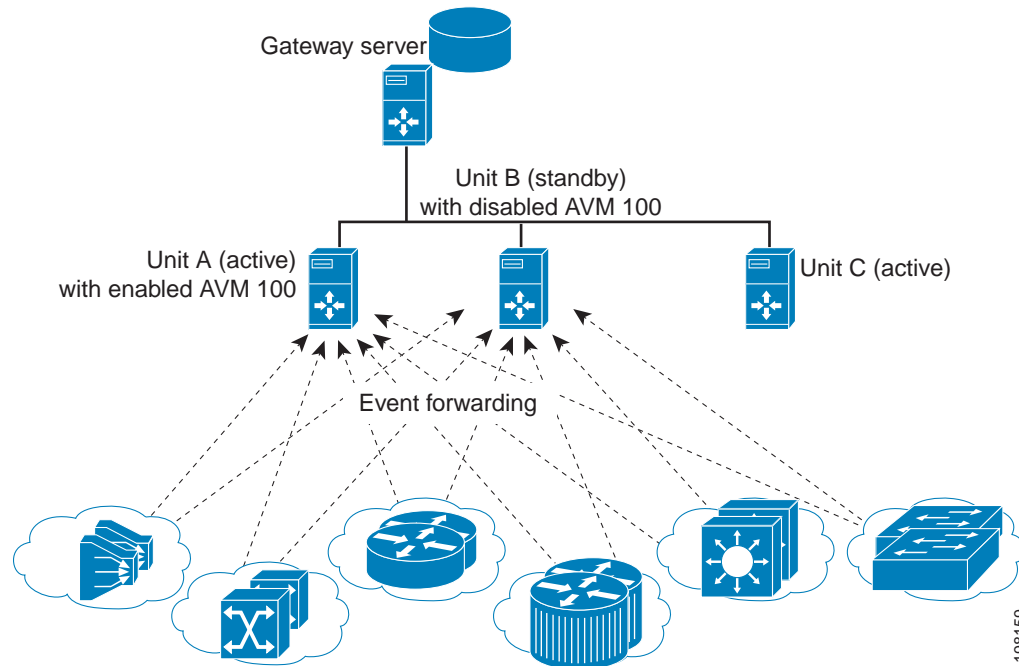 Gateway server
Unit B (standby)
with disabled AVM 100
Unit A (active)
with enabled AVM 100
Unit C (active)
Event forwarding